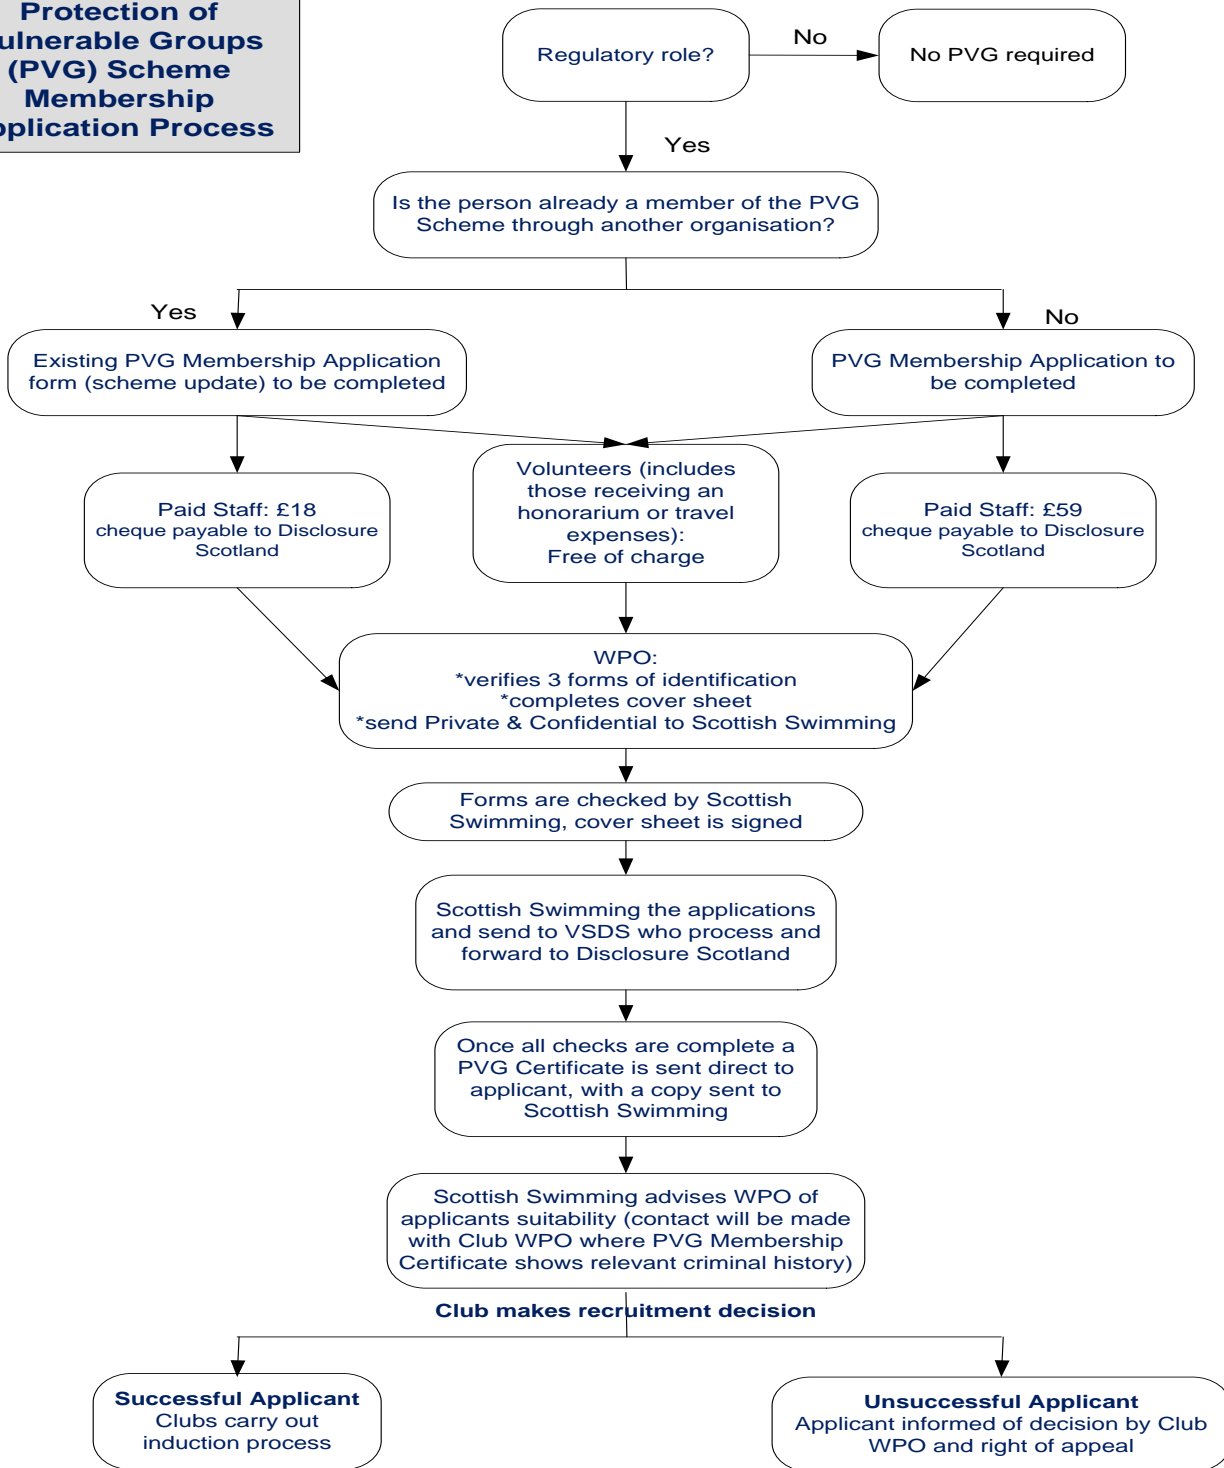 Protection of
Groups
(PVG) Scheme
Membership
Process
Regulatory role?
No
No PVG required
Yes
Is the person already a member of the PVG
Scheme through another organisation?
Yes
No
Existing PVG Membership Application
form (scheme update) to be completed
PVG Membership Application to
be completed
Volunteers (includes
those receiving an
honorarium or travel
expenses):
Free of charge
Paid Staff: £18
cheque payable to Disclosure
Scotland
Paid Staff: £59
cheque payable to Disclosure
Scotland
WPO:
*verifies 3 forms of identification
*completes cover sheet
*send Private & Confidential to Scottish Swimming
Forms are checked by Scottish
Swimming, cover sheet is signed
Scottish Swimming the applications
and send to VSDS who process and
forward to Disclosure Scotland
Once all checks are complete a
PVG Certificate is sent direct to
applicant, with a copy sent to
Scottish Swimming
Scottish Swimming advises WPO of
applicants suitability (contact will be made
with Club WPO where PVG Membership
Certificate shows relevant criminal history)
Club makes recruitment decision
Successful Applicant
Clubs carry out
induction process
Unsuccessful Applicant
Applicant informed of decision by Club
WPO and right of appeal